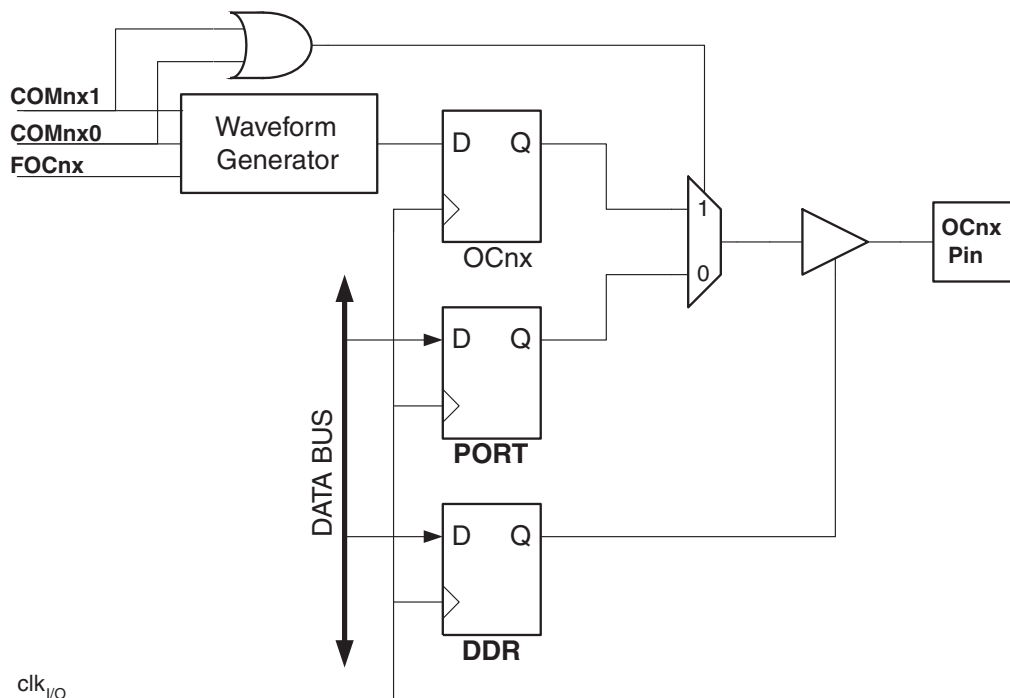 COMnx1
COMnx0
FOCnx
Waveform
Generator
D Q
OCnx
1
0
OCnx
Pin
D Q
PORT
DATA BUS
D Q
DDR
clkI/O